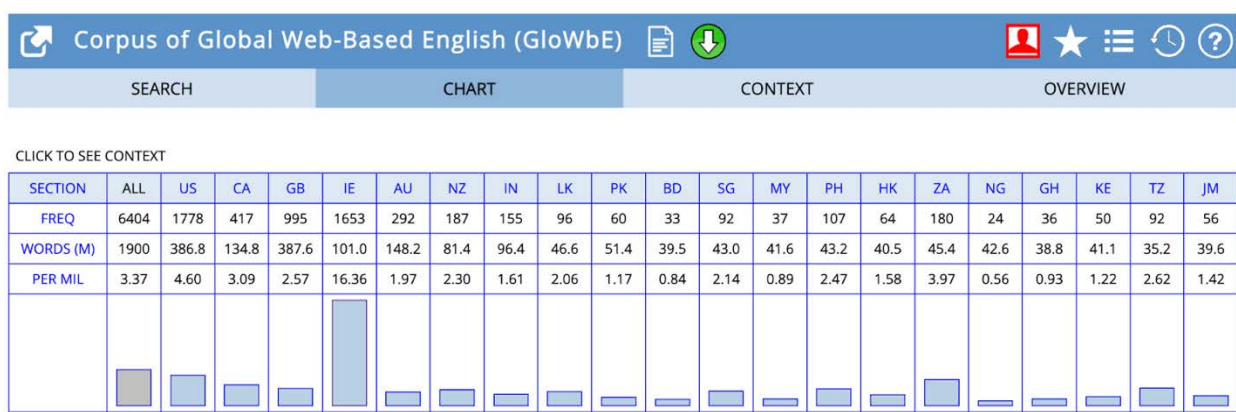 Corpus of Global Web-Based English (GloWbE)
SEARCH CHART CONTEXT OVERVIEW
CLICK TO SEE CONTEXT
SECTION ALL US CA GB IE AU NZ IN LK PK BD SG MY PH HK ZA NG GH KE TZ JM
FREQ 6404 1778 417 995 1653 292 187 155 96 60 33 92 37 107 64 180 24 36 50 92 56
WORDS (M) 1900 386.8 134.8 387.6 101.0 148.2 81.4 96.4 46.6 51.4 39.5 43.0 41.6 43.2 40.5 45.4 42.6 38.8 41.1 35.2 39.6
PER MIL 3.37 4.60 3.09 2.57 16.36 1.97 2.30 1.61 2.06 1.17 0.84 2.14 0.89 2.47 1.58 3.97 0.56 0.93 1.22 2.62 1.42